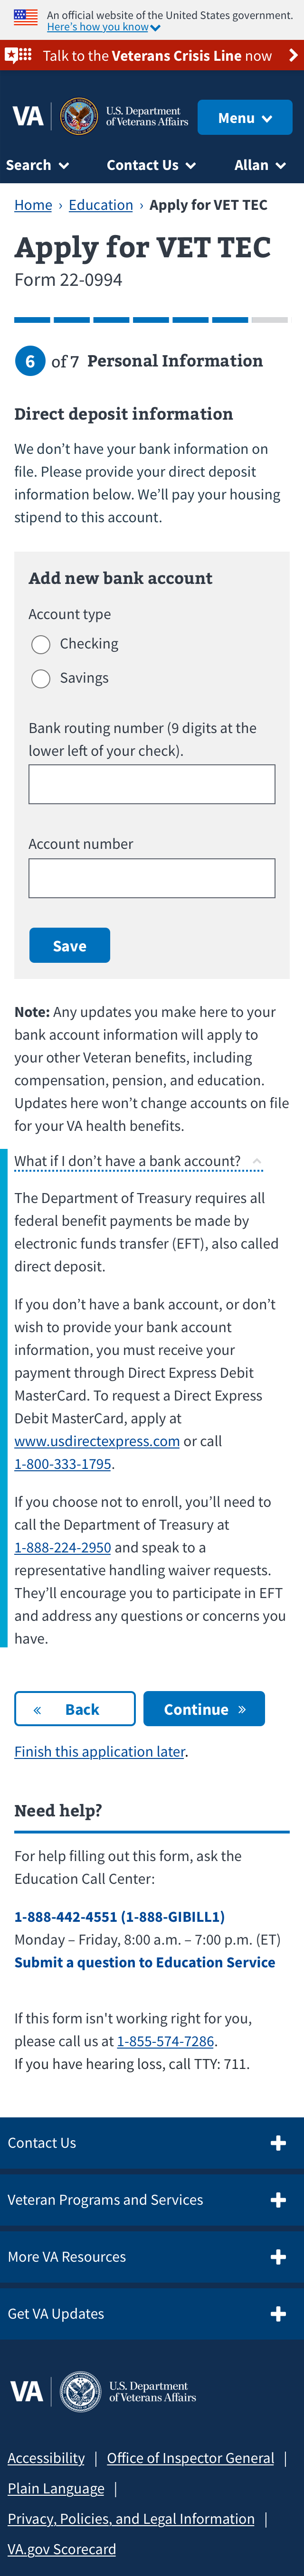 An official website of the United States government.
Here's how you know
Talk to the Veterans Crisis Line now
VA
U.S. Department
of Veterans Affairs
Menu
Search
Contact Us
Allan
Home › Education › Apply for VET TEC
Apply for VET TEC
Form 22-0994
6 of 7 Personal Information
Direct deposit information
We don't have your bank information on
file. Please provide your direct deposit
information below. We'll pay your housing
stipend to this account.
Add new bank account
Account type
Checking
Savings
Bank routing number (9 digits at the
lower left of your check).
Account number
Save
Note: Any updates you make here to your
bank account information will apply to
your other Veteran benefits, including
compensation, pension, and education.
Updates here won't change accounts on file
for your VA health benefits.
What if I don't have a bank account?
The Department of Treasury requires all
federal benefit payments be made by
electronic funds transfer (EFT), also called
direct deposit.
If you don't have a bank account, or don't
wish to provide your bank account
information, you must receive your
payment through Direct Express Debit
MasterCard. To request a Direct Express
Debit MasterCard, apply at
www.usdirectexpress.com or call
1-800-333-1795.
If you choose not to enroll, you'll need to
call the Department of Treasury at
1-888-224-2950 and speak to a
representative handling waiver requests.
They'll encourage you to participate in EFT
and address any questions or concerns you
have.
« Back
Continue »
Finish this application later.
Need help?
For help filling out this form, ask the
Education Call Center:
1-888-442-4551 (1-888-GIBILL1)
Monday – Friday, 8:00 a.m. – 7:00 p.m. (ET)
Submit a question to Education Service
If this form isn't working right for you,
please call us at 1-855-574-7286.
If you have hearing loss, call TTY: 711.
Contact Us
Veteran Programs and Services
More VA Resources
Get VA Updates
VA
U.S. Department
of Veterans Affairs
Accessibility | Office of Inspector General |
Plain Language |
Privacy, Policies, and Legal Information |
VA.gov Scorecard